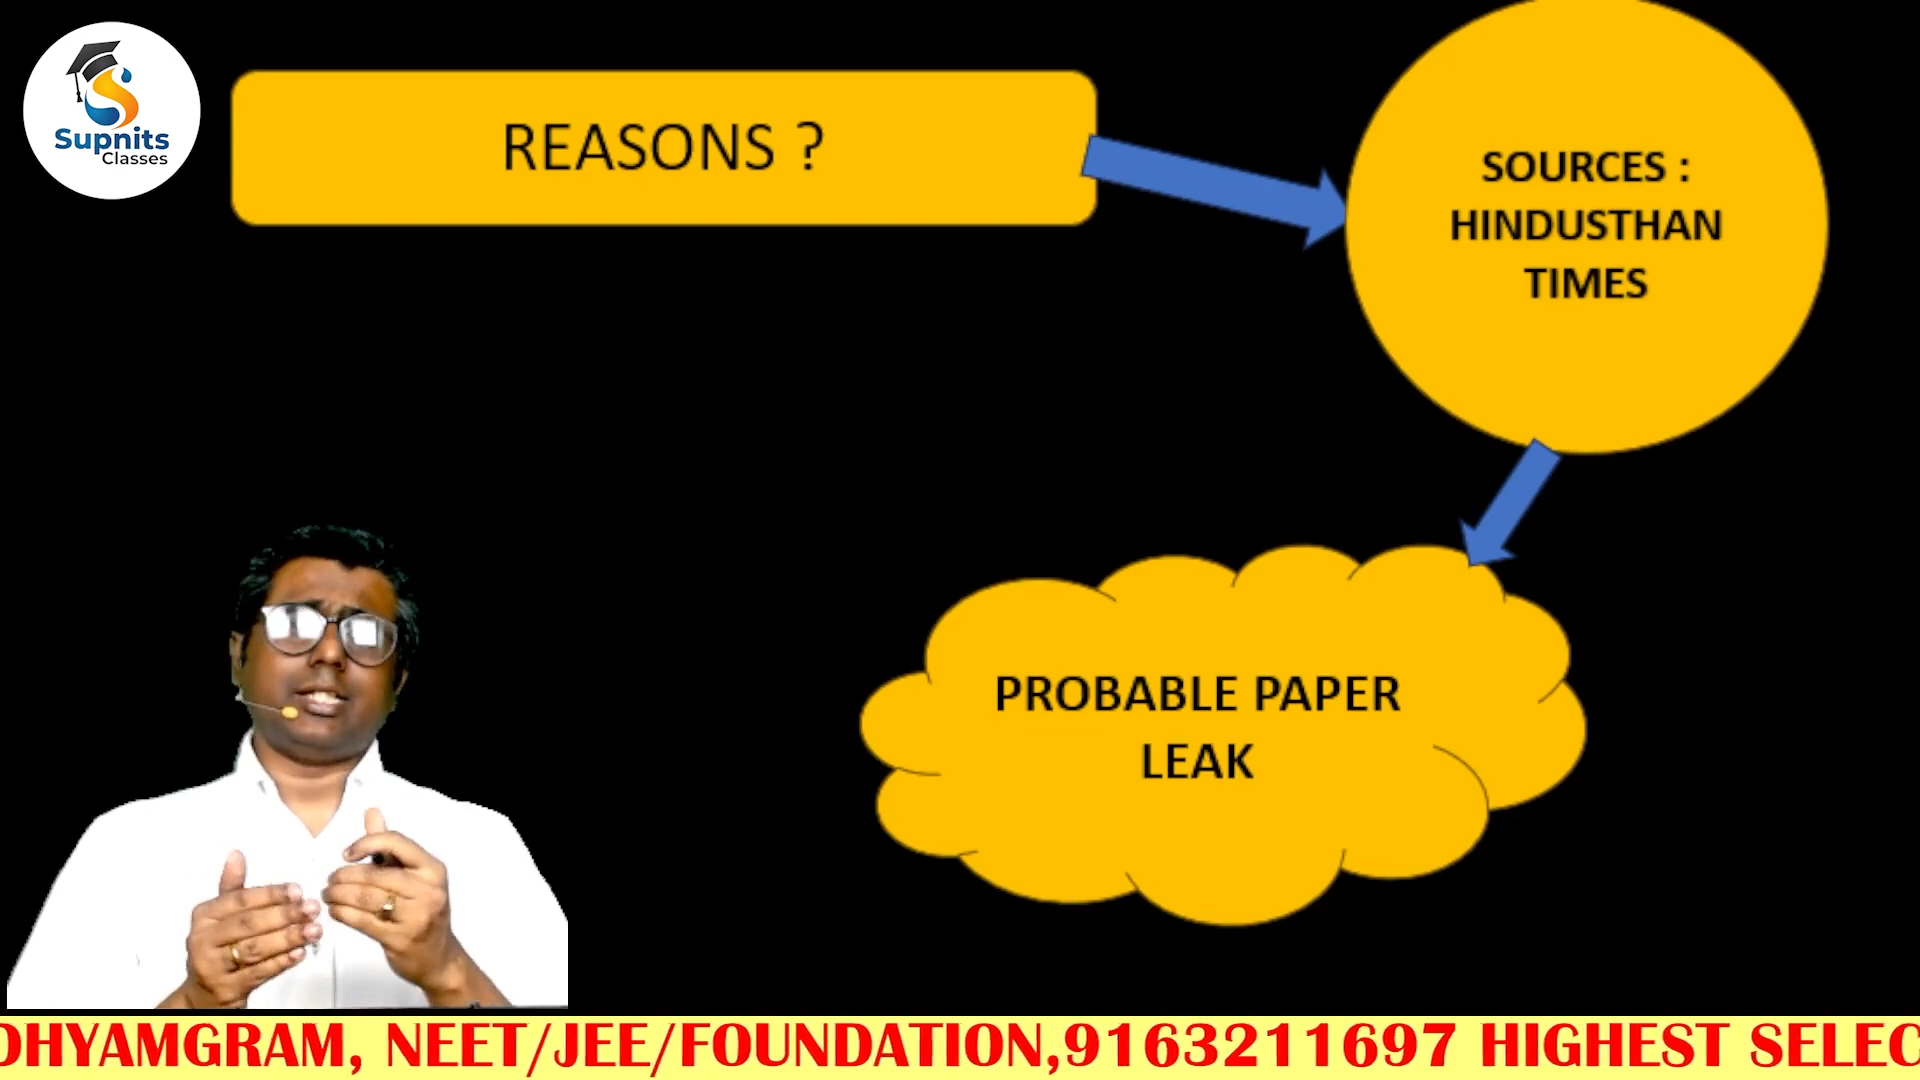 Supnits
Classes
REASONS ?
SOURCES :
HINDUSTHAN
TIMES
PROBABLE PAPER
LEAK
DHYAMGRAM, NEET/JEE/FOUNDATION,9163211697 HIGHEST SELEC